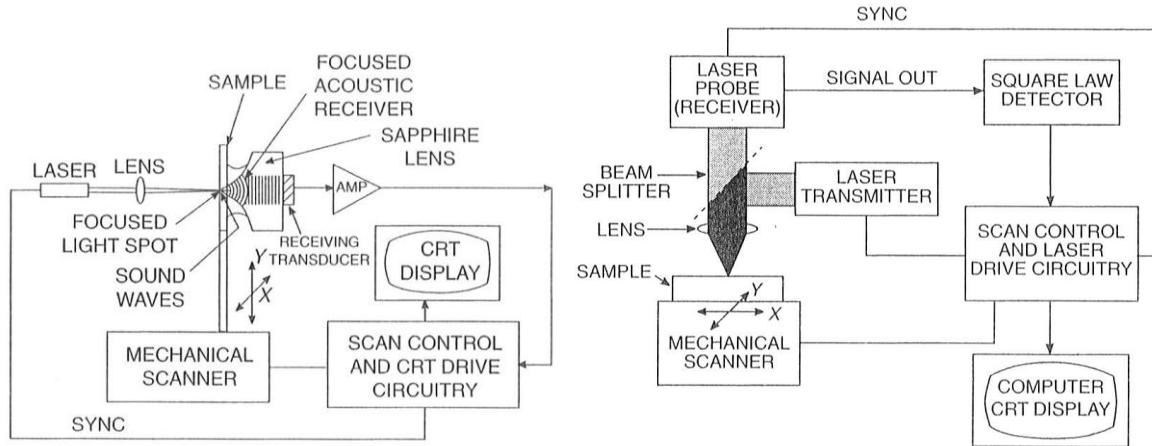 FOCUSED
ACOUSTIC
RECEIVER
SAMPLE
SAPPHIRE
LENS
LASER
LENS
AMP
FOCUSED
LIGHT SPOT
RECEIVING
TRANSDUCER
SOUND
WAVES
Y
X
CRT
DISPLAY
MECHANICAL
SCANNER
SCAN CONTROL
AND CRT DRIVE
CIRCUITRY
SYNC
SYNC
LASER
PROBE
(RECEIVER)
SIGNAL OUT
SQUARE LAW
DETECTOR
BEAM
SPLITTER
LASER
TRANSMITTER
LENS
SCAN CONTROL
AND LASER
DRIVE CIRCUITRY
SAMPLE
Y
X
MECHANICAL
SCANNER
COMPUTER
CRT DISPLAY